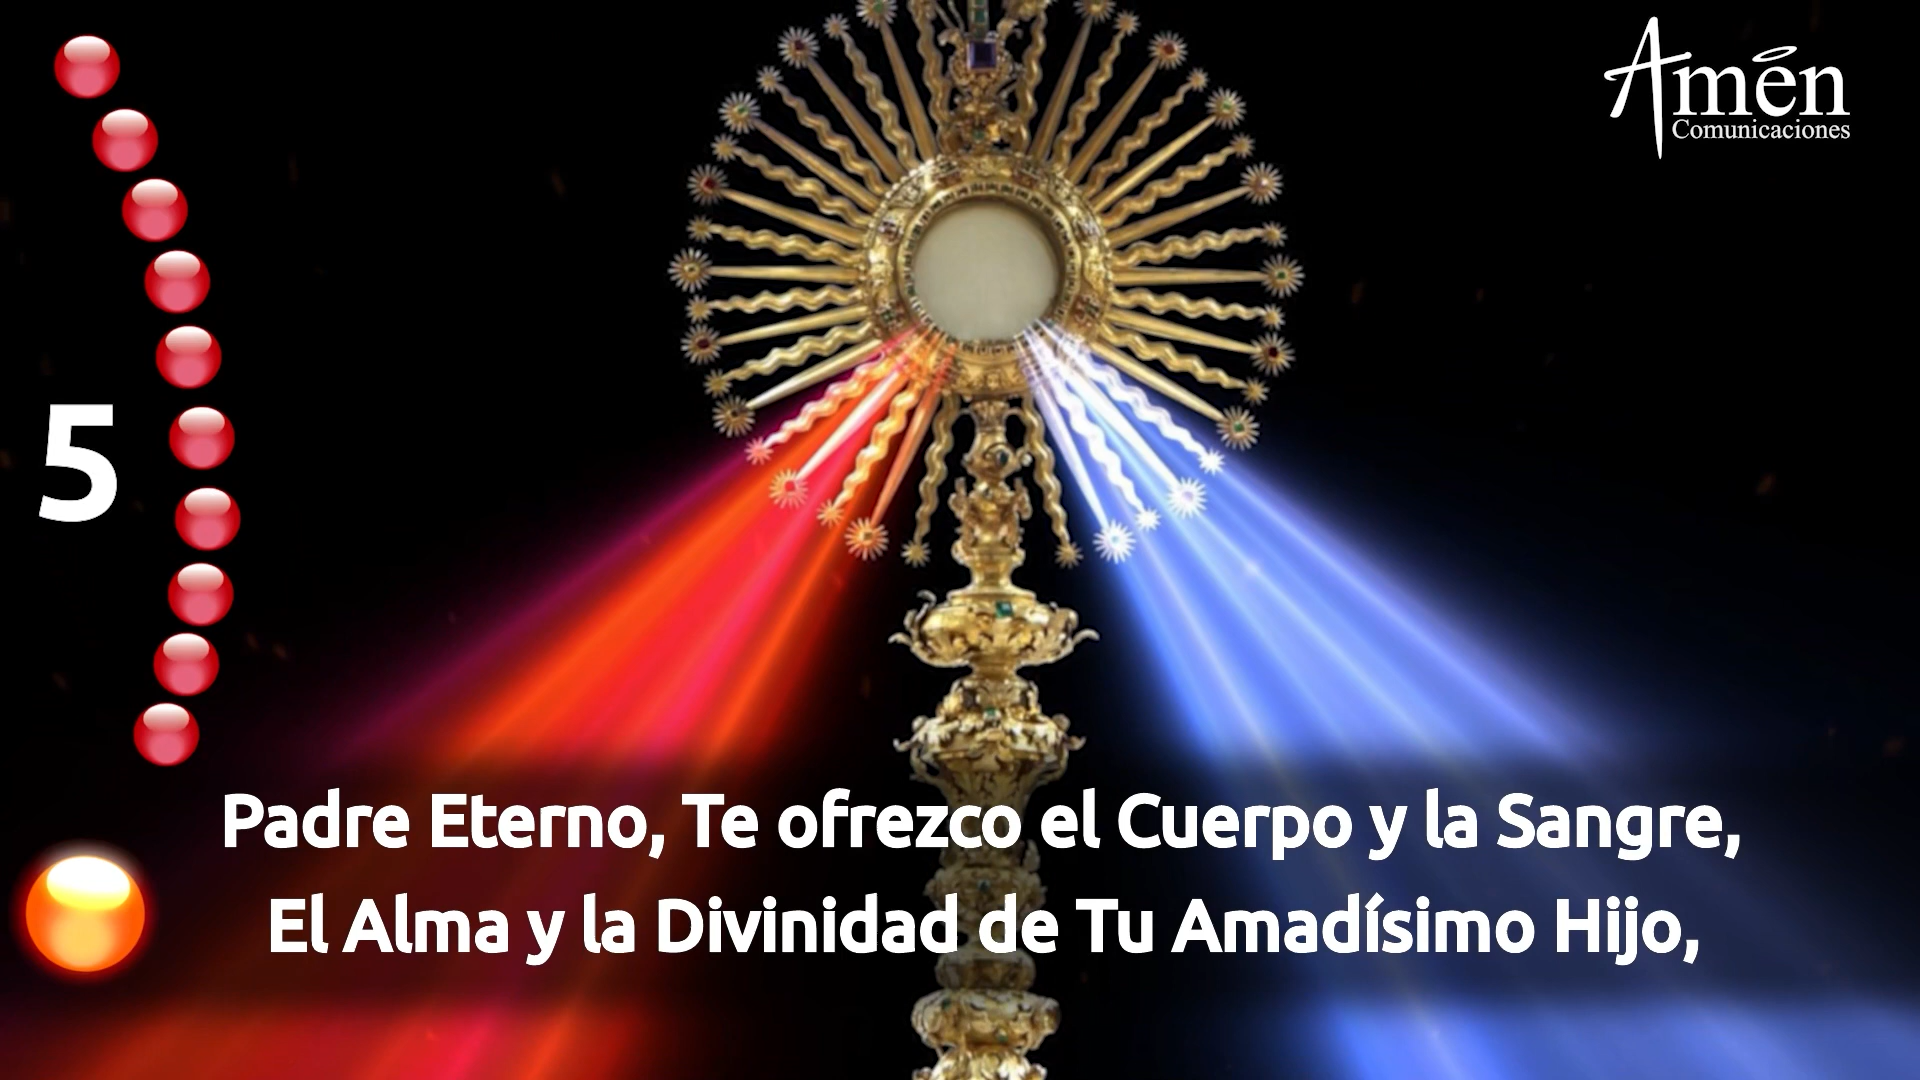 Amén
Comunicaciones
5
Padre Eterno, Te ofrezco el Cuerpo y la Sangre,
El Alma y la Divinidad de Tu Amadísimo Hijo,